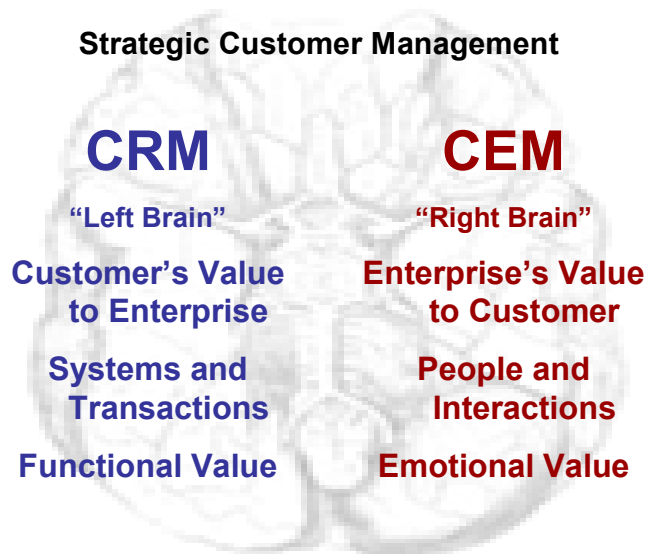 Strategic Customer Management
CRM
“Left Brain”
Customer’s Value
to Enterprise
Systems and
Transactions
Functional Value
CEM
“Right Brain”
Enterprise’s Value
to Customer
People and
Interactions
Emotional Value